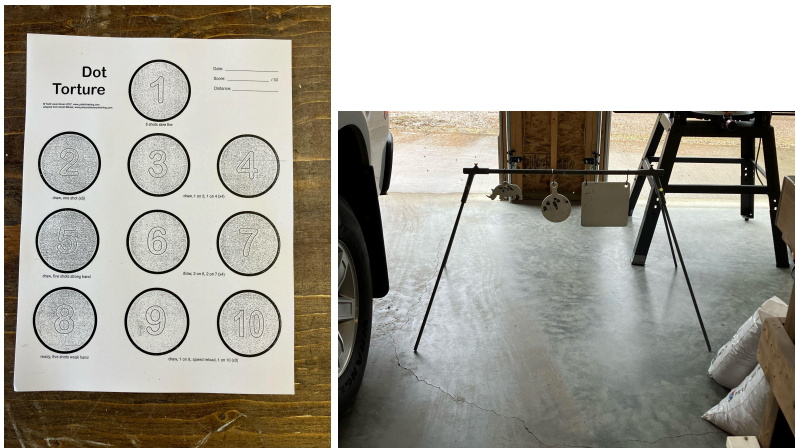 Dot
Torture
Date:
Score: /50
Distance:
1
5 shots slow fire
2
3
4
draw, one shot (x5)
draw, 1 on 3, 1 on 4 (x4)
5
6
7
draw, five shots strong hand
draw, 2 on 6, 2 on 7 (x4)
8
9
10
ready, five shots weak hand
draw, 1 on 9, speed reload, 1 on 10 (x3)